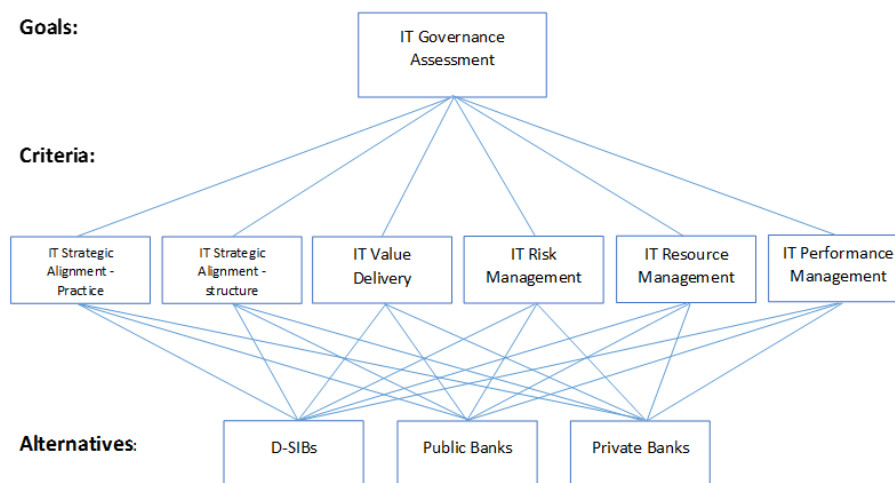 Goals:
IT Governance
Assessment
Criteria:
IT Strategic
Alignment -
Practice
IT Strategic
Alignment -
structure
IT Value
Delivery
IT Risk
Management
IT Resource
Management
IT Performance
Management
Alternatives:
D-SIBs
Public Banks
Private Banks